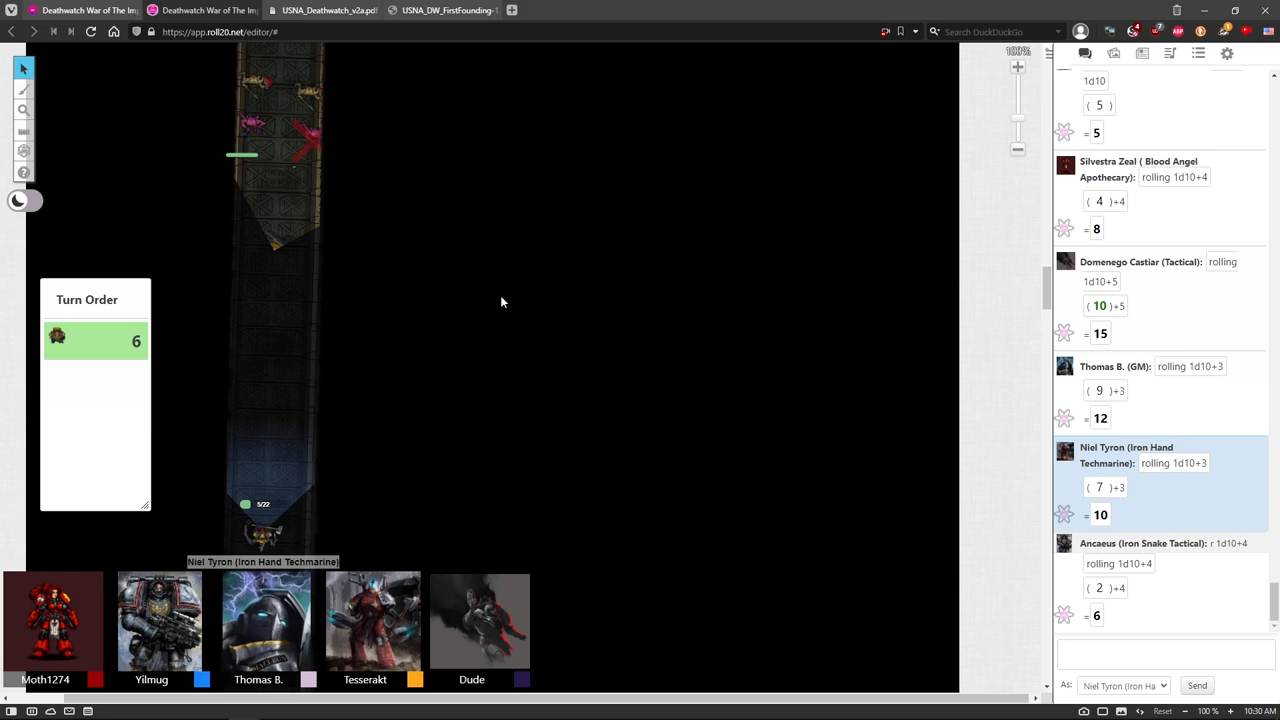 Deathwatch War of The Im
Deathwatch War of The Imp
USNA_Deathwatch_v2a.pdf
USNA_DW_FirstFounding-1
https://app.roll20.net/editor/#
Search DuckDuckGo
100%
1d10
( 5 )
= 5
Silvestra Zeal ( Blood Angel
Apothecary): rolling 1d10+4
( 4 )+4
= 8
Domenego Castiar (Tactical): rolling
1d10+5
( 10 )+5
= 15
Thomas B. (GM): rolling 1d10+3
( 9 )+3
= 12
Niel Tyron (Iron Hand
Techmarine): rolling 1d10+3
( 7 )+3
= 10
Ancaeus (Iron Snake Tactical): r 1d10+4
rolling 1d10+4
( 2 )+4
= 6
As: Niel Tyron (Iron Ha
Send
Turn Order
6
5/22
Niel Tyron (Iron Hand Techmarine)
Moth1274
Yilmug
Thomas B.
Tesserakt
Dude
Reset
100 %
10:30 AM